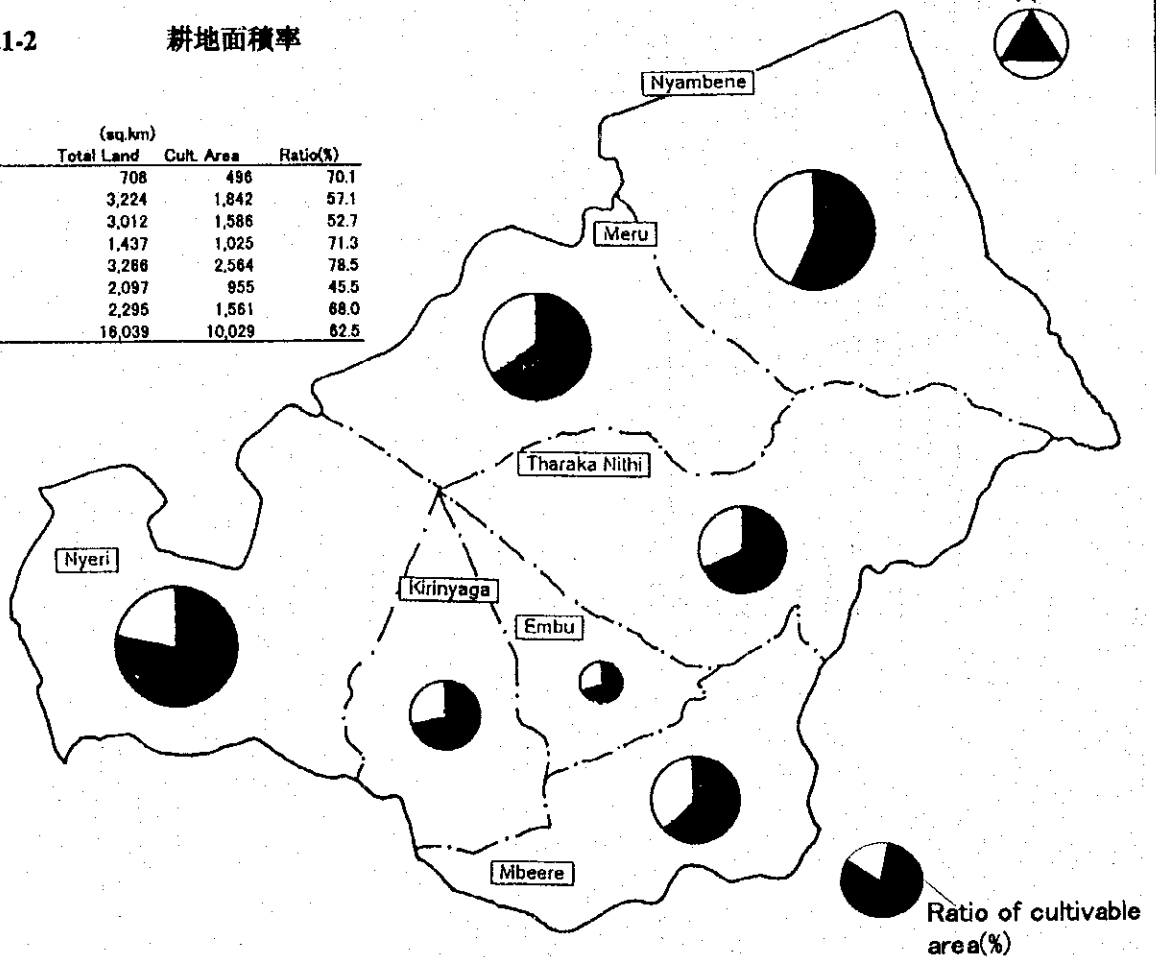 1-2 耕地面積率
(sq.km)
Total Land Cult. Area Ratio(%)
708 496 70.1
3,224 1,842 57.1
3,012 1,586 52.7
1,437 1,025 71.3
3,266 2,564 78.5
2,097 955 45.5
2,295 1,561 68.0
16,039 10,029 62.5
Nyambene
Meru
Tharaka Nithi
Nyeri
Kirinyaga
Embu
Mbeere
Ratio of cultivable
area(%)